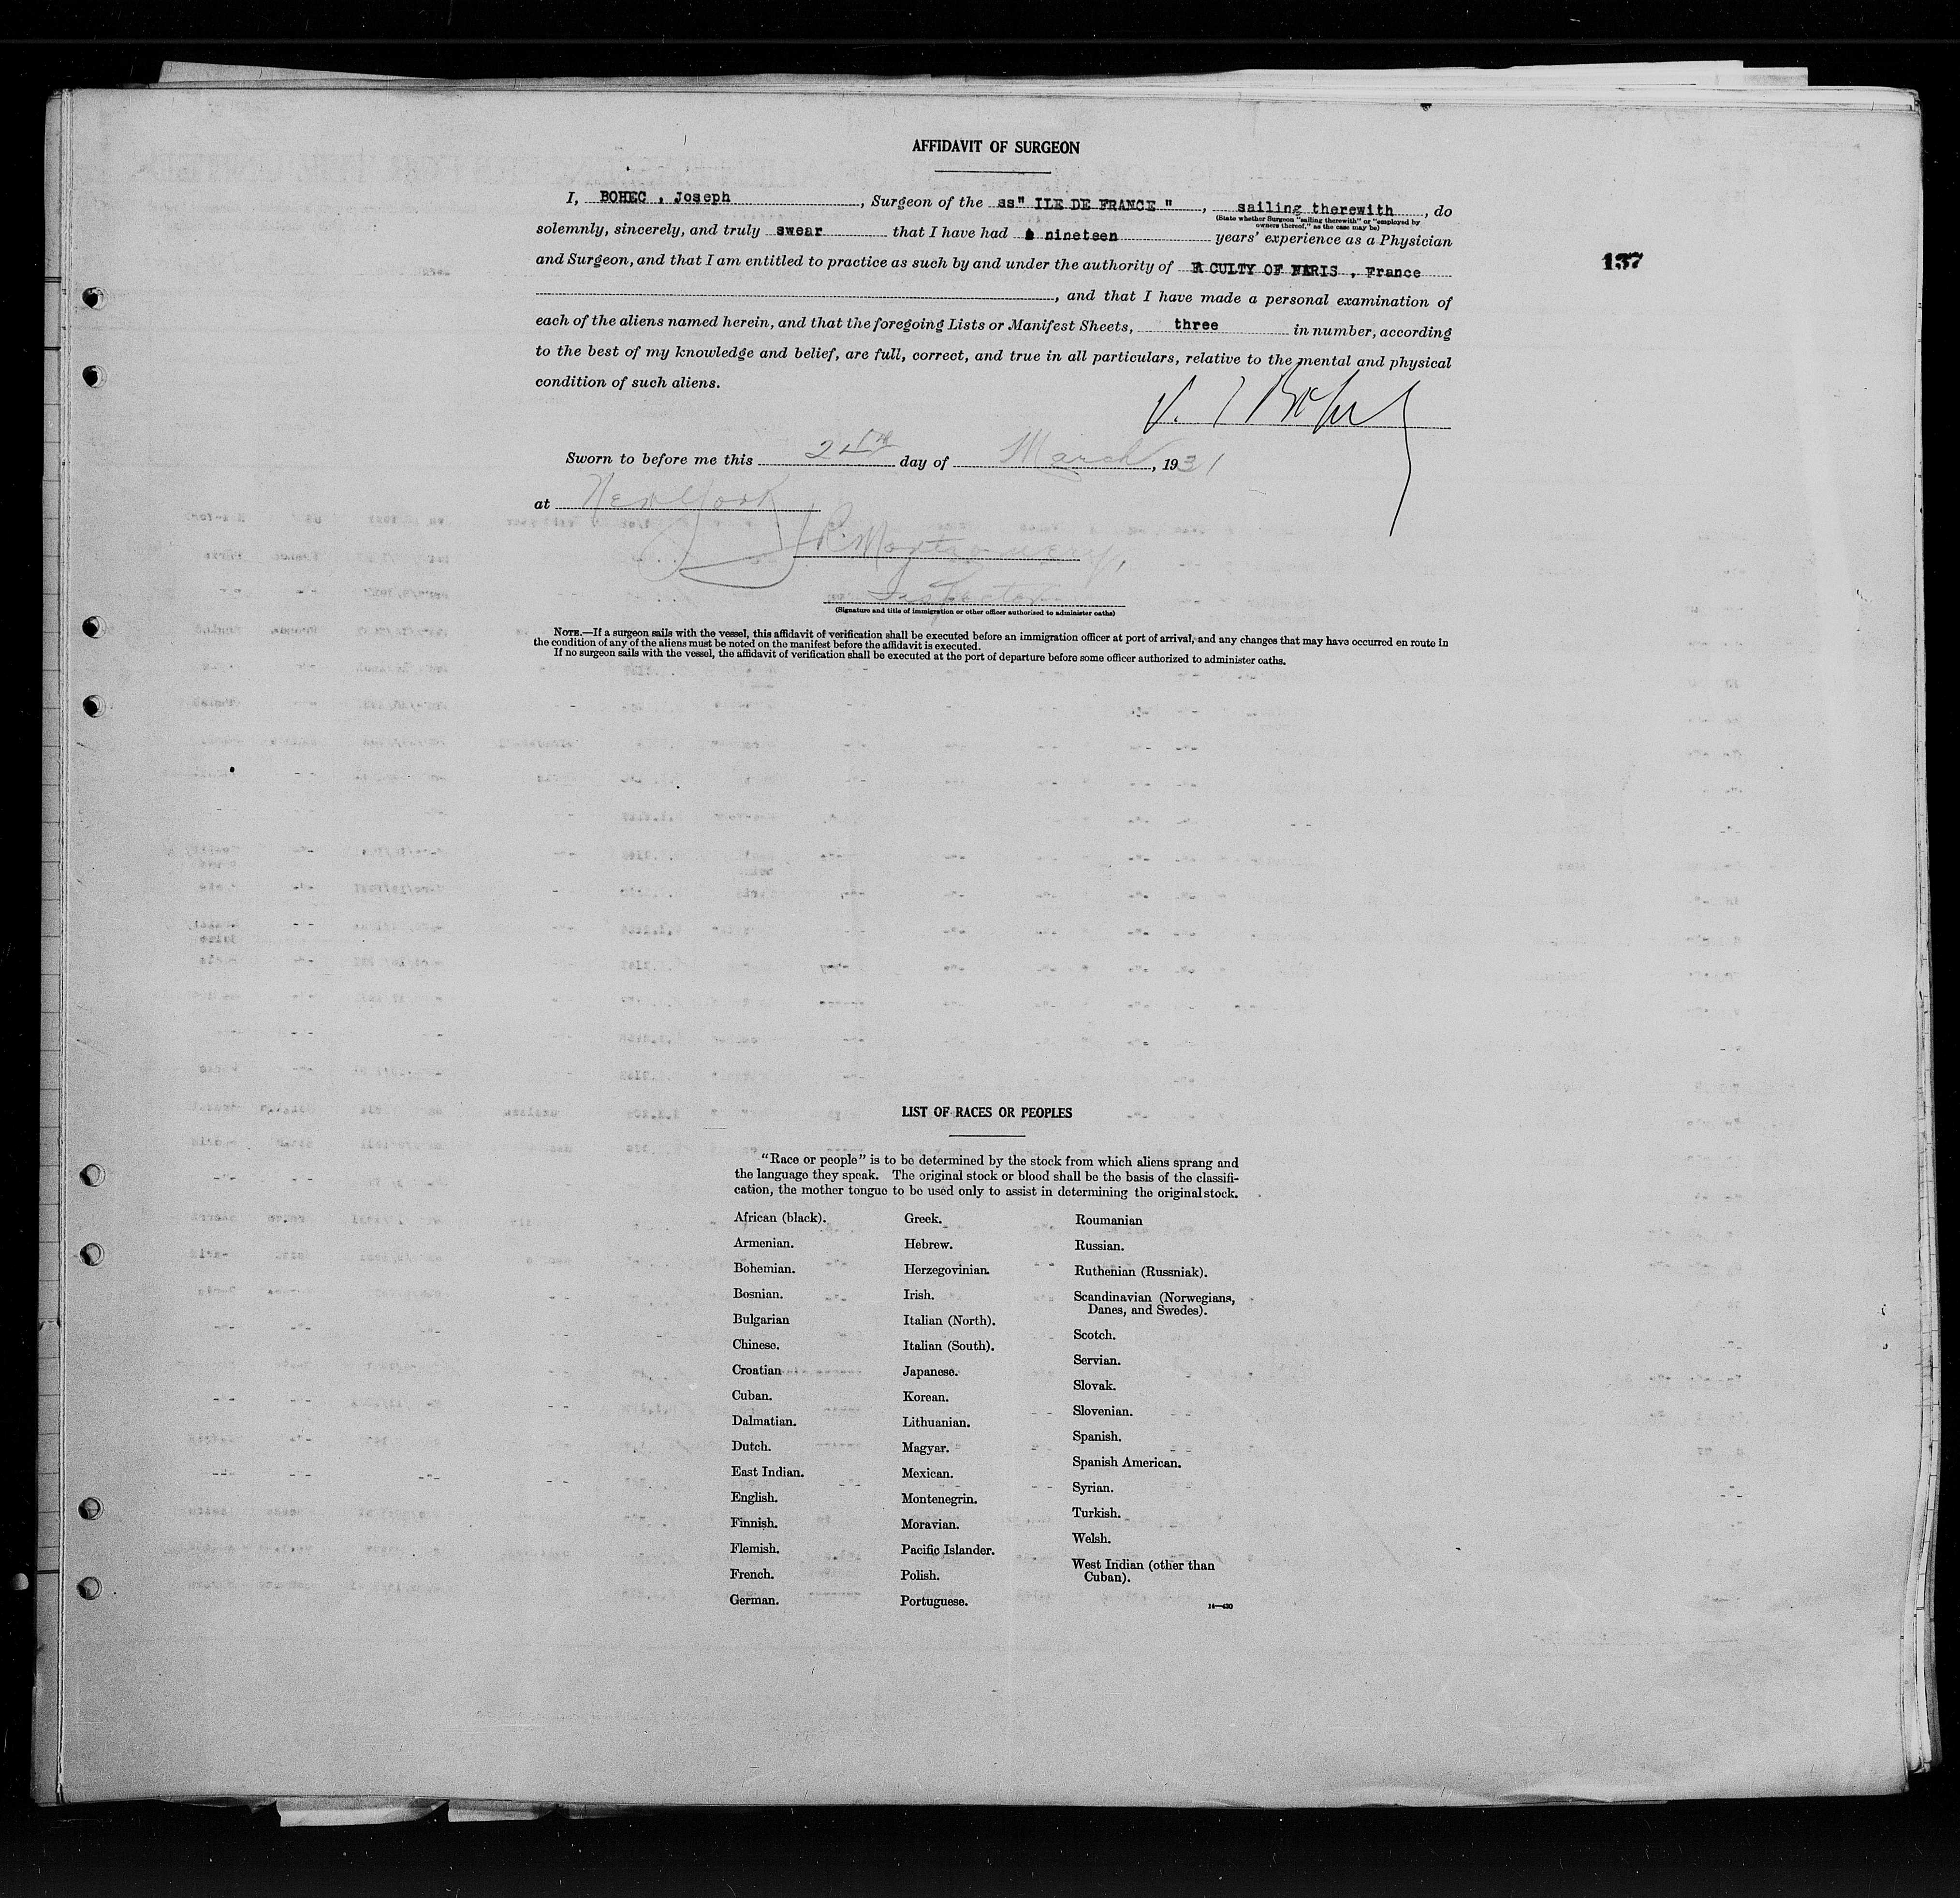 AFFIDAVIT OF SURGEON
I, BOHEC , Joseph , Surgeon of the ss" ILE DE FRANCE " , sailing therewith , do
(State whether Surgeon "sailing therewith" or "employed by
owners thereof," as the case may be)
solemnly, sincerely, and truly swear that I have had nineteen years' experience as a Physician
137
and Surgeon, and that I am entitled to practice as such by and under the authority of CULTY OF PARIS , France
, and that I have made a personal examination of
each of the aliens named herein, and that the foregoing Lists or Manifest Sheets, three in number, according
to the best of my knowledge and belief, are full, correct, and true in all particulars, relative to the mental and physical
condition of such aliens.
Sworn to before me this day of March, 1931
at New York
Montgomery,
Inspector
(Signature and title of immigration or other officer authorized to administer oaths)
NOTE.—If a surgeon sails with the vessel, this affidavit of verification shall be executed before an immigration officer at port of arrival, and any changes that may have occurred en route in
the condition of any of the aliens must be noted on the manifest before the affidavit is executed.
If no surgeon sails with the vessel, the affidavit of verification shall be executed at the port of departure before some officer authorized to administer oaths.
LIST OF RACES OR PEOPLES
"Race or people" is to be determined by the stock from which aliens sprang and
the language they speak. The original stock or blood shall be the basis of the classifi-
cation, the mother tongue to be used only to assist in determining the original stock.
African (black).
Armenian.
Bohemian.
Bosnian.
Bulgarian
Chinese.
Croatian
Cuban.
Dalmatian.
Dutch.
East Indian.
English.
Finnish.
Flemish.
French.
German.
Greek.
Hebrew.
Herzegovinian.
Irish.
Italian (North).
Italian (South).
Japanese.
Korean.
Lithuanian.
Magyar.
Mexican.
Montenegrin.
Moravian.
Pacific Islander.
Polish.
Portuguese.
Roumanian
Russian.
Ruthenian (Russniak).
Scandinavian (Norwegians,
Danes, and Swedes).
Scotch.
Servian.
Slovak.
Slovenian.
Spanish.
Spanish American.
Syrian.
Turkish.
Welsh.
West Indian (other than
Cuban).
14—430